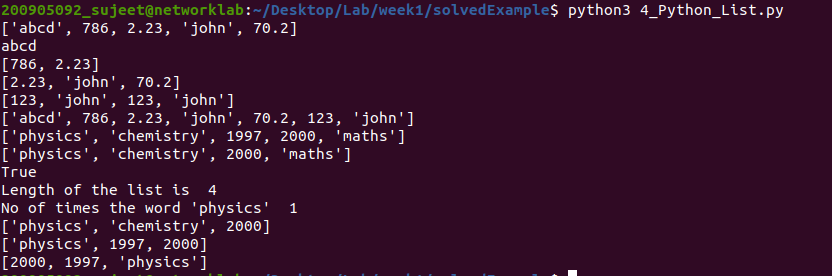 200905092_sujeet@networklab:~/Desktop/Lab/week1/solvedExample$ python3 4_Python_List.py
['abcd', 786, 2.23, 'john', 70.2]
abcd
[786, 2.23]
[2.23, 'john', 70.2]
[123, 'john', 123, 'john']
['abcd', 786, 2.23, 'john', 70.2, 123, 'john']
['physics', 'chemistry', 1997, 2000, 'maths']
['physics', 'chemistry', 2000, 'maths']
True
Length of the list is  4
No of times the word 'physics'  1
['physics', 'chemistry', 2000]
['physics', 1997, 2000]
[2000, 1997, 'physics']